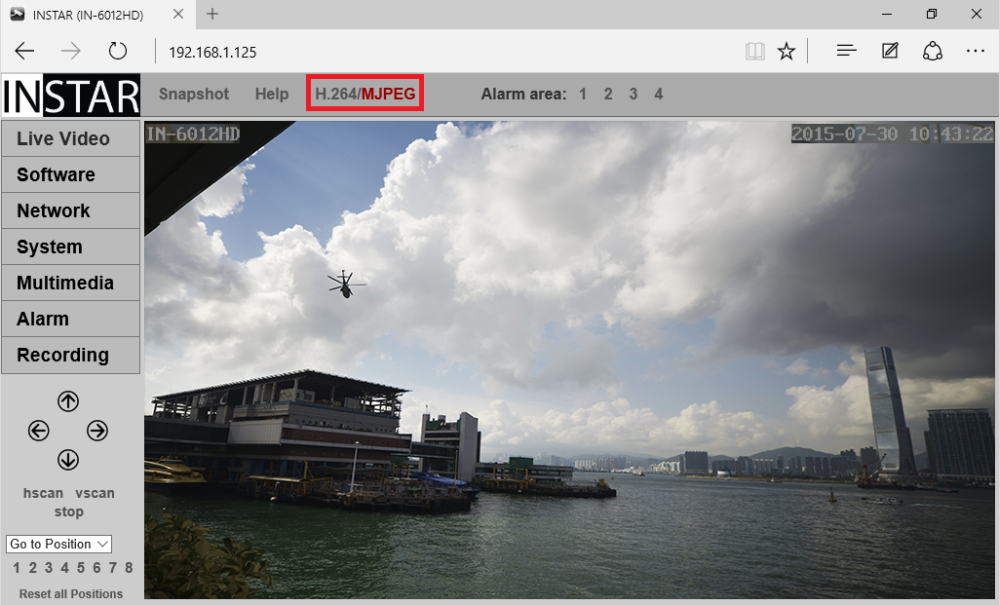 INSTAR (IN-6012HD)
192.168.1.125
INSTAR Snapshot Help H.264/MJPEG Alarm area: 1 2 3 4
Live Video
Software
Network
System
Multimedia
Alarm
Recording
hscan vscan
stop
Go to Position
1 2 3 4 5 6 7 8
Reset all Positions
IN-6012HD 2015-07-30 10:43:22